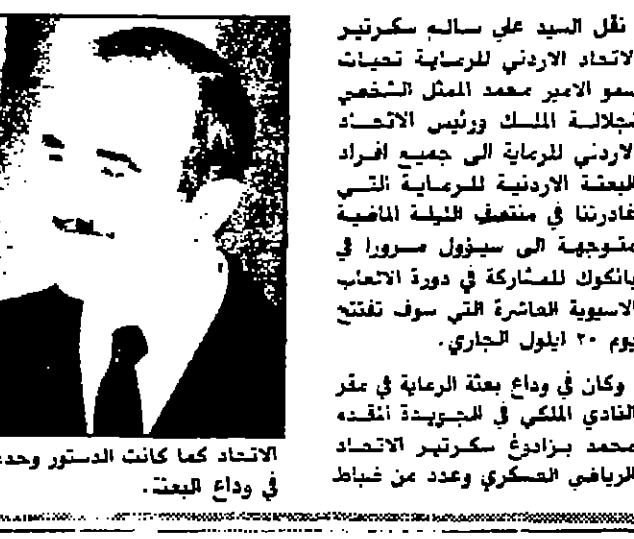 نقل السيد علي سالم سكرتير
الاتحاد الاردني للرماية تحيات
سمو الامير محمد الممثل الشخصي
لجلالة الملك ورئيس الاتحاد
الاردني للرماية الى جميع افراد
البعثة الاردنية للرماية التي
غادرتنا في منتصف الليلة الماضية
متوجهة الى سيؤول مرورا في
بانكوك للمشاركة في دورة الالعاب
الاسيوية العاشرة التي سوف تفتتح
يوم ٢٠ ايلول الجاري.
وكان في وداع بعثة الرماية في مقر
النادي الملكي في الجويدة المقدم
محمد بزادوغ سكرتير الاتحاد
الرياضي العسكري وعدد من ضباط
الاتحاد كما كانت الدستور وحدها
في وداع البعثة.